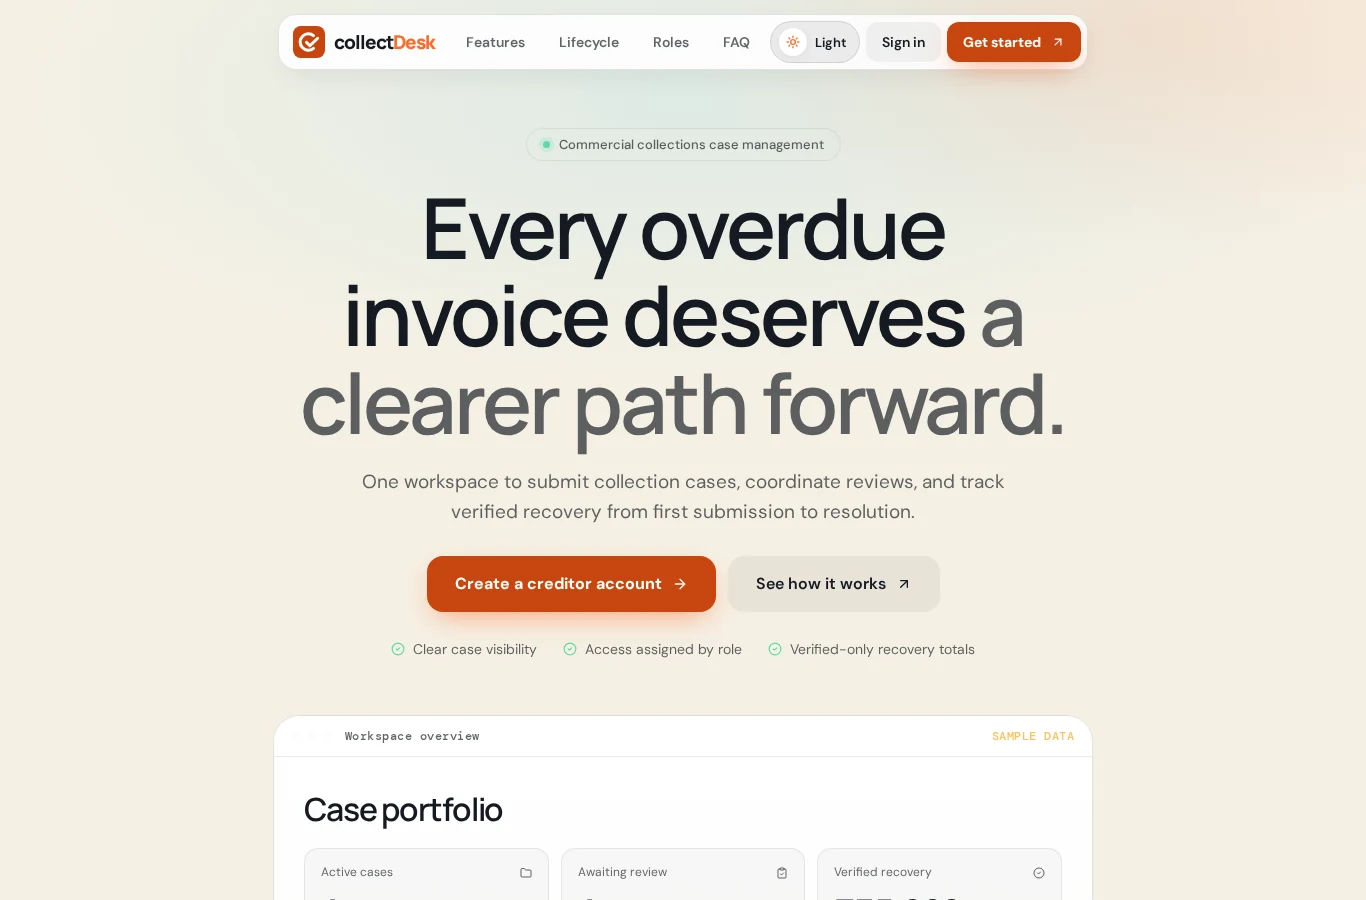 collectDesk
Features
Lifecycle
Roles
FAQ
Light
Sign in
Get started
Commercial collections case management
Every overdue
invoice deserves a
clearer path forward.
One workspace to submit collection cases, coordinate reviews, and track
verified recovery from first submission to resolution.
Create a creditor account
See how it works
Clear case visibility
Access assigned by role
Verified-only recovery totals
Workspace overview
SAMPLE DATA
Case portfolio
Active cases
Awaiting review
Verified recovery